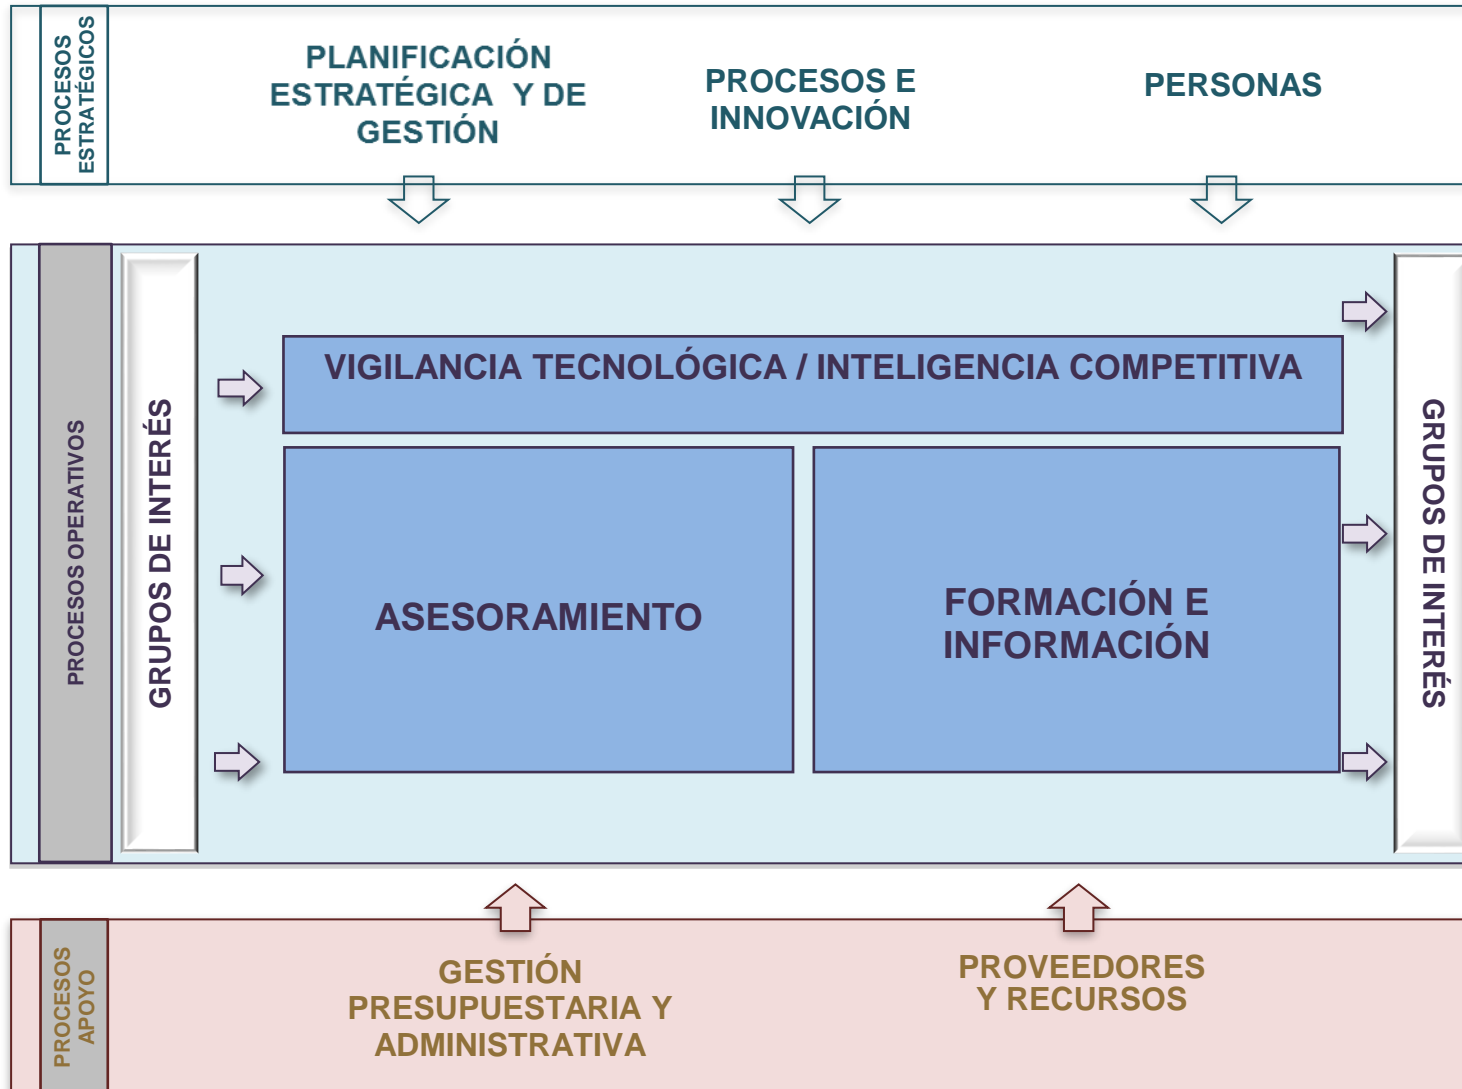 PROCESOS
ESTRATÉGICOS
PLANIFICACIÓN
ESTRATÉGICA Y DE
GESTIÓN
PROCESOS E
INNOVACIÓN
PERSONAS
PROCESOS OPERATIVOS
GRUPOS DE INTERÉS
VIGILANCIA TECNOLÓGICA / INTELIGENCIA COMPETITIVA
ASESORAMIENTO
FORMACIÓN E
INFORMACIÓN
GRUPOS DE INTERÉS
PROCESOS
APOYO
GESTIÓN
PRESUPUESTARIA Y
ADMINISTRATIVA
PROVEEDORES
Y RECURSOS